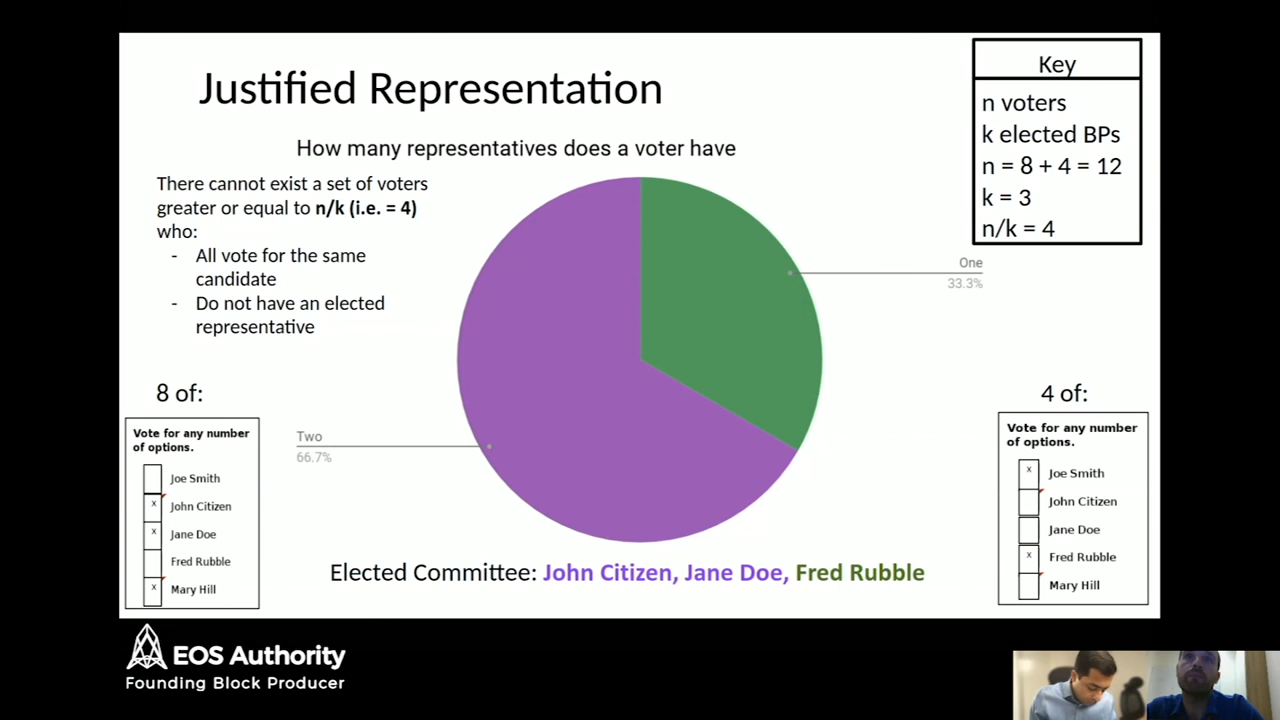 Justified Representation
Key
n voters
k elected BPs
n = 8 + 4 = 12
k = 3
n/k = 4
How many representatives does a voter have
There cannot exist a set of voters
greater or equal to n/k (i.e. = 4)
who:
- All vote for the same
candidate
- Do not have an elected
representative
One
33.3%
Two
66.7%
8 of:
Vote for any number
of options.
Joe Smith
x John Citizen
x Jane Doe
Fred Rubble
x Mary Hill
4 of:
Vote for any number
of options.
x Joe Smith
John Citizen
Jane Doe
x Fred Rubble
Mary Hill
Elected Committee: John Citizen, Jane Doe, Fred Rubble
EOS Authority
Founding Block Producer